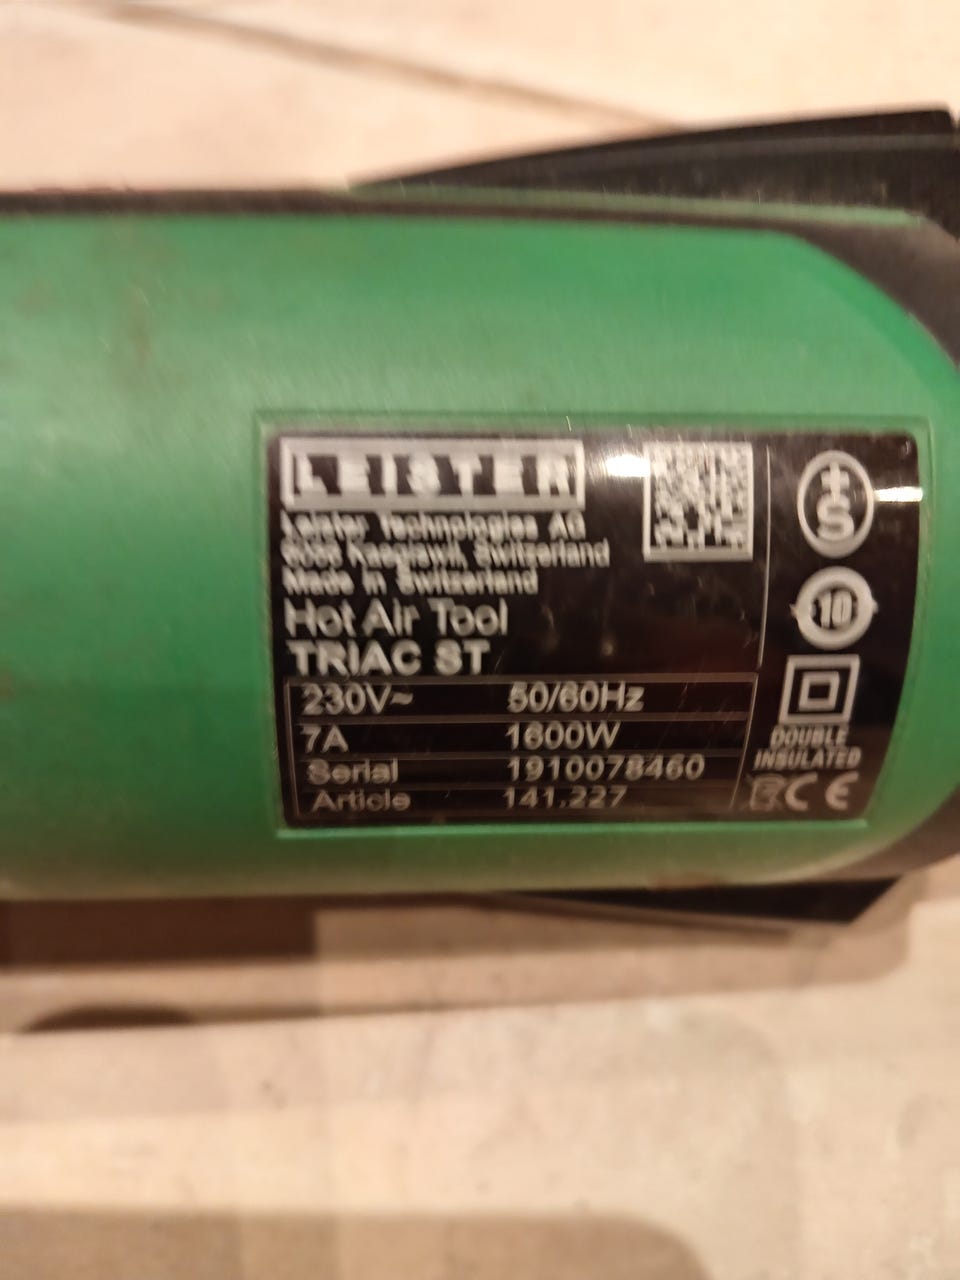 LEISTER
Leister Technologies AG
6056 Kaegiswil, Switzerland
Made in Switzerland
Hot Air Tool
TRIAC ST
230V~ 50/60Hz
7A 1600W
Serial 1910078460
Article 141.227
+S
10
DOUBLE
INSULATED
CE